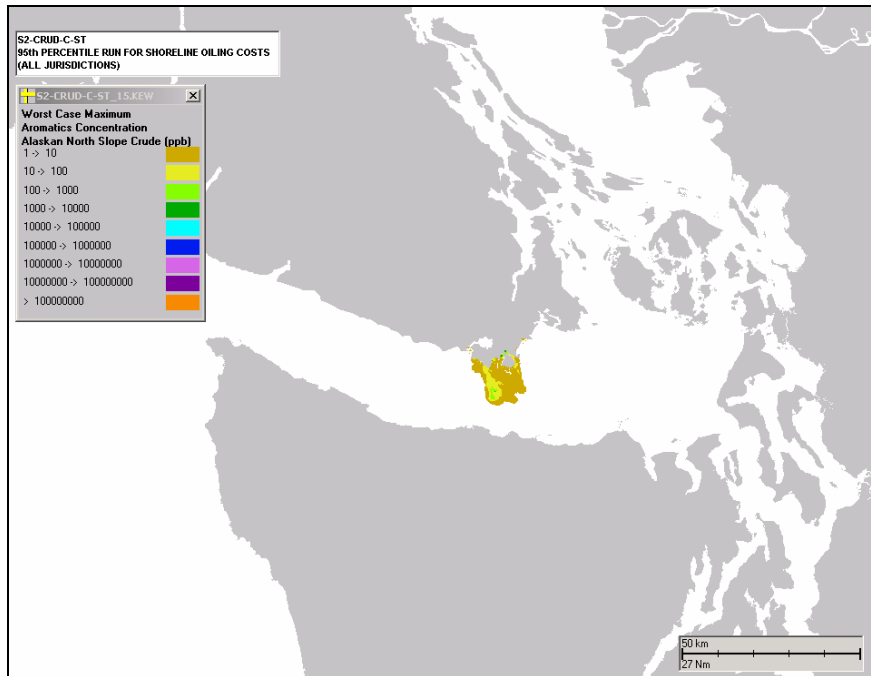 S2-CRUD-C-ST
95th PERCENTILE RUN FOR SHORELINE OILING COSTS
(ALL JURISDICTIONS)
S2-CRUD-C-ST_15.KEW
Worst Case Maximum
Aromatics Concentration
Alaskan North Slope Crude (ppb)
1 -> 10
10 -> 100
100 -> 1000
1000 -> 10000
10000 -> 100000
100000 -> 1000000
1000000 -> 10000000
10000000 -> 100000000
> 100000000
50 km
27 Nm